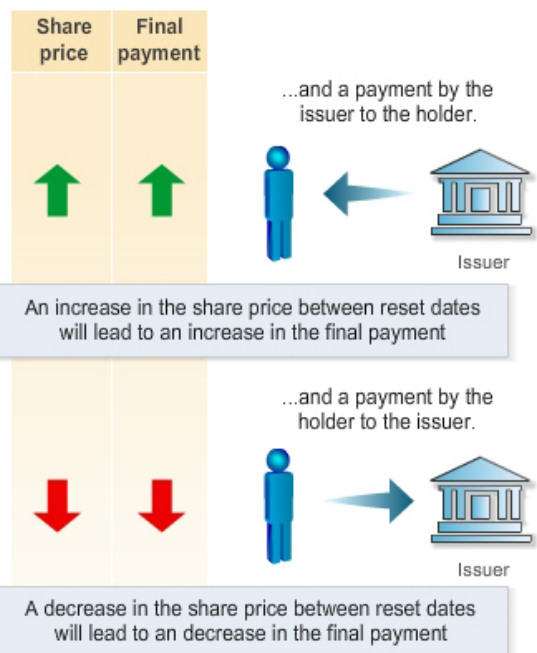 Share price
Final payment
...and a payment by the
issuer to the holder.
Issuer
An increase in the share price between reset dates
will lead to an increase in the final payment
...and a payment by the
holder to the issuer.
Issuer
A decrease in the share price between reset dates
will lead to an decrease in the final payment